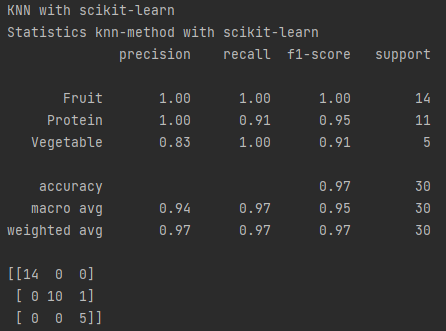 KNN with scikit-learn
Statistics knn-method with scikit-learn
precision recall f1-score support
Fruit 1.00 1.00 1.00 14
Protein 1.00 0.91 0.95 11
Vegetable 0.83 1.00 0.91 5
accuracy 0.97 30
macro avg 0.94 0.97 0.95 30
weighted avg 0.97 0.97 0.97 30
[[14 0 0]
[ 0 10 1]
[ 0 0 5]]